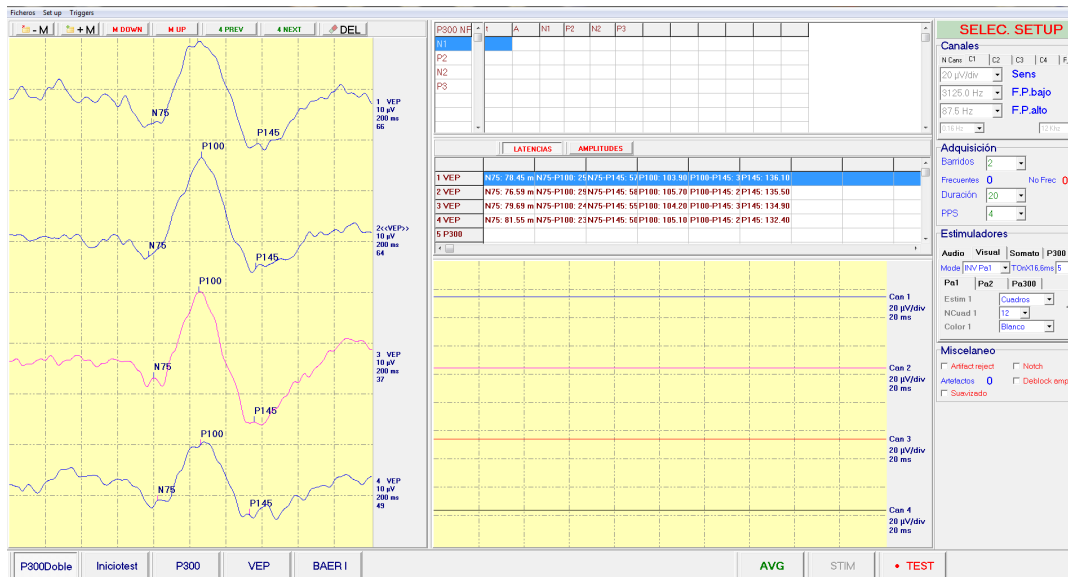 Ficheros Set up Triggers
- M + M M DOWN M UP 4 PREV 4 NEXT DEL
N75
P145
1 VEP
10 µV
200 ms
66
P100
N75
P145
2<<VEP>>
10 µV
200 ms
64
P100
N75
P145
3 VEP
10 µV
200 ms
37
P100
N75
P145
4 VEP
10 µV
200 ms
49
P300 NF t A N1 P2 N2 P3
N1
P2
N2
P3
LATENCIAS AMPLITUDES
1 VEP N75: 78.45 m N75-P100: 25 N75-P145: 57 P100: 103.90 P100-P145: 3 P145: 136.10
2 VEP N75: 76.59 m N75-P100: 29 N75-P145: 58 P100: 105.70 P100-P145: 2 P145: 135.50
3 VEP N75: 79.69 m N75-P100: 24 N75-P145: 55 P100: 104.20 P100-P145: 3 P145: 134.90
4 VEP N75: 81.55 m N75-P100: 23 N75-P145: 50 P100: 105.10 P100-P145: 2 P145: 132.40
5 P300
Can 1
20 µV/div
20 ms
Can 2
20 µV/div
20 ms
Can 3
20 µV/div
20 ms
Can 4
20 µV/div
20 ms
SELEC. SETUP
Canales
N Cans C1 C2 C3 C4
20 µV/div Sens
3125.0 Hz F.P.bajo
87.5 Hz F.P.alto
0.16 Hz 12 Khz
Adquisición
Barridos 2
Frecuentes 0 No Frec 0
Duración 20
PPS 4
Estimuladores
Audio Visual Somato P300
Mode INV Pa1 TOnX16,6ms 5
Pa1 Pa2 Pa300
Estim 1 Cuadros
NCuad 1 12
Color 1 Blanco
Miscelaneo
Artifact reject Notch
Artefactos 0 Deblock amp
Suavizado
P300Doble Iniciotest P300 VEP BAER I AVG STIM • TEST